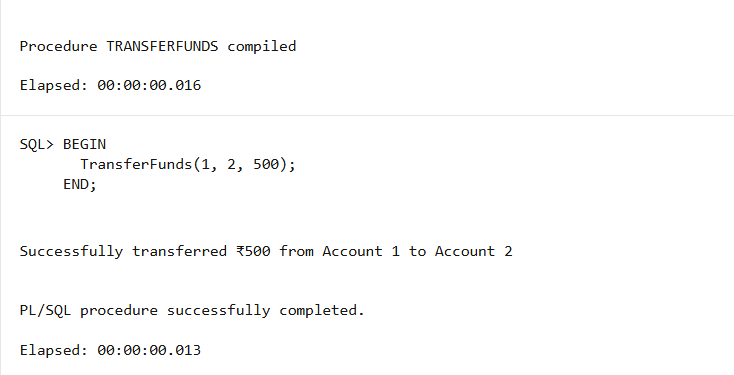 Procedure TRANSFERFUNDS compiled
Elapsed: 00:00:00.016
SQL> BEGIN
TransferFunds(1, 2, 500);
END;
Successfully transferred ₹500 from Account 1 to Account 2
PL/SQL procedure successfully completed.
Elapsed: 00:00:00.013